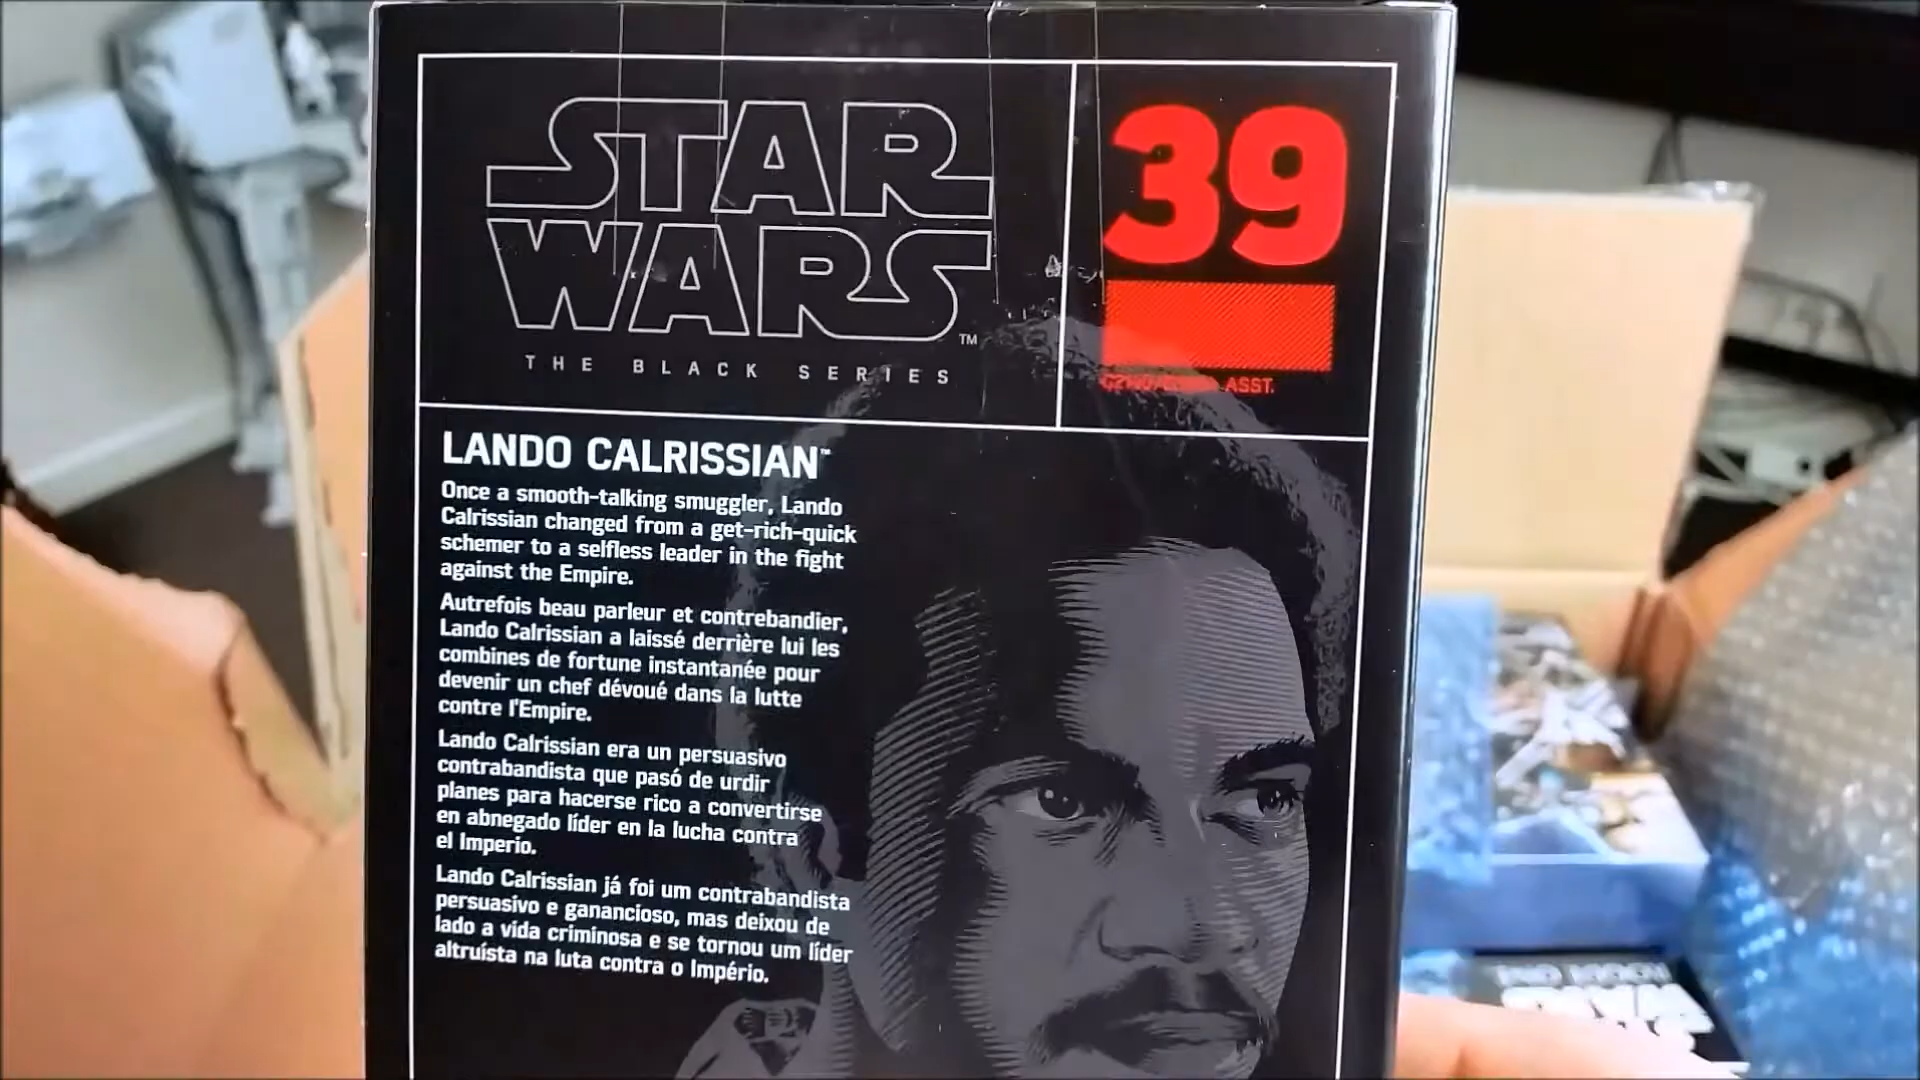 STAR
WARS
TM
THE BLACK SERIES
39
ASST.
LANDO CALRISSIAN™
Once a smooth-talking smuggler, Lando
Calrissian changed from a get-rich-quick
schemer to a selfless leader in the fight
against the Empire.
Autrefois beau parleur et contrebandier,
Lando Calrissian a laissé derrière lui les
combines de fortune instantanée pour
devenir un chef dévoué dans la lutte
contre l'Empire.
Lando Calrissian era un persuasivo
contrabandista que pasó de urdir
planes para hacerse rico a convertirse
en abnegado líder en la lucha contra
el Imperio.
Lando Calrissian já foi um contrabandista
persuasivo e ganancioso, mas deixou de
lado a vida criminosa e se tornou um líder
altruísta na luta contra o Império.